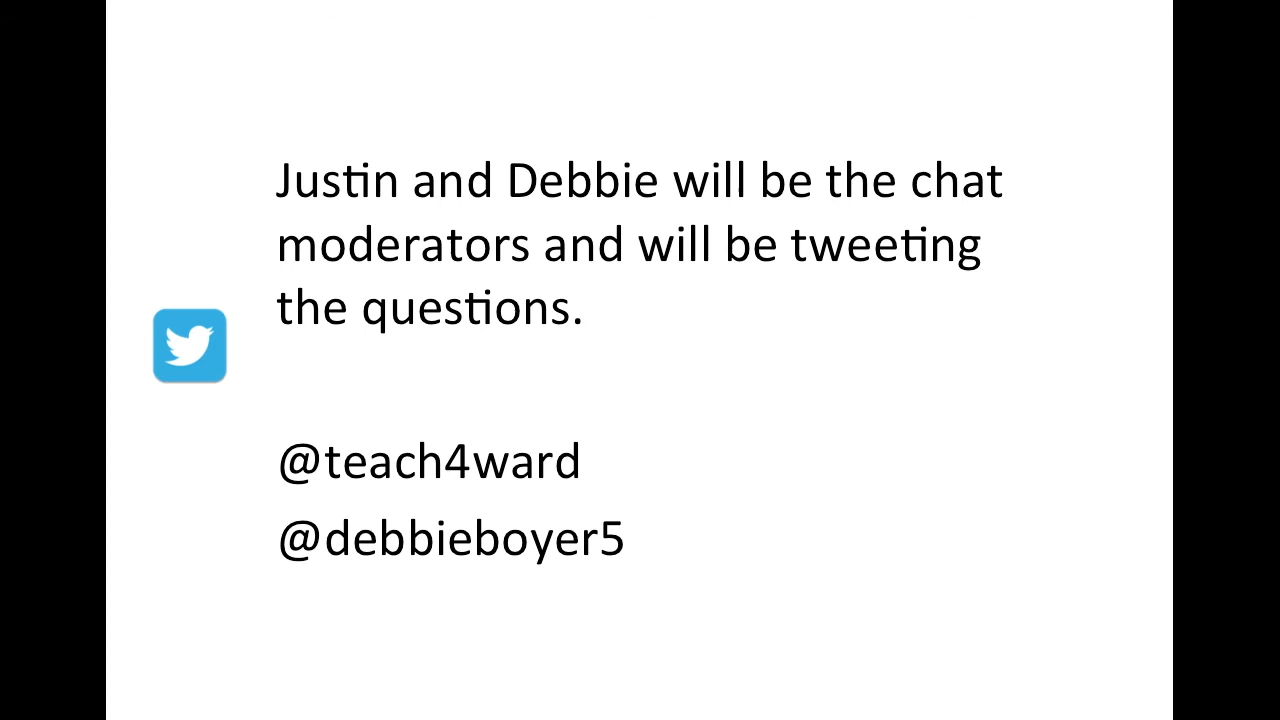 Justin and Debbie will be the chat
moderators and will be tweeting
the questions.
@teach4ward
@debbieboyer5